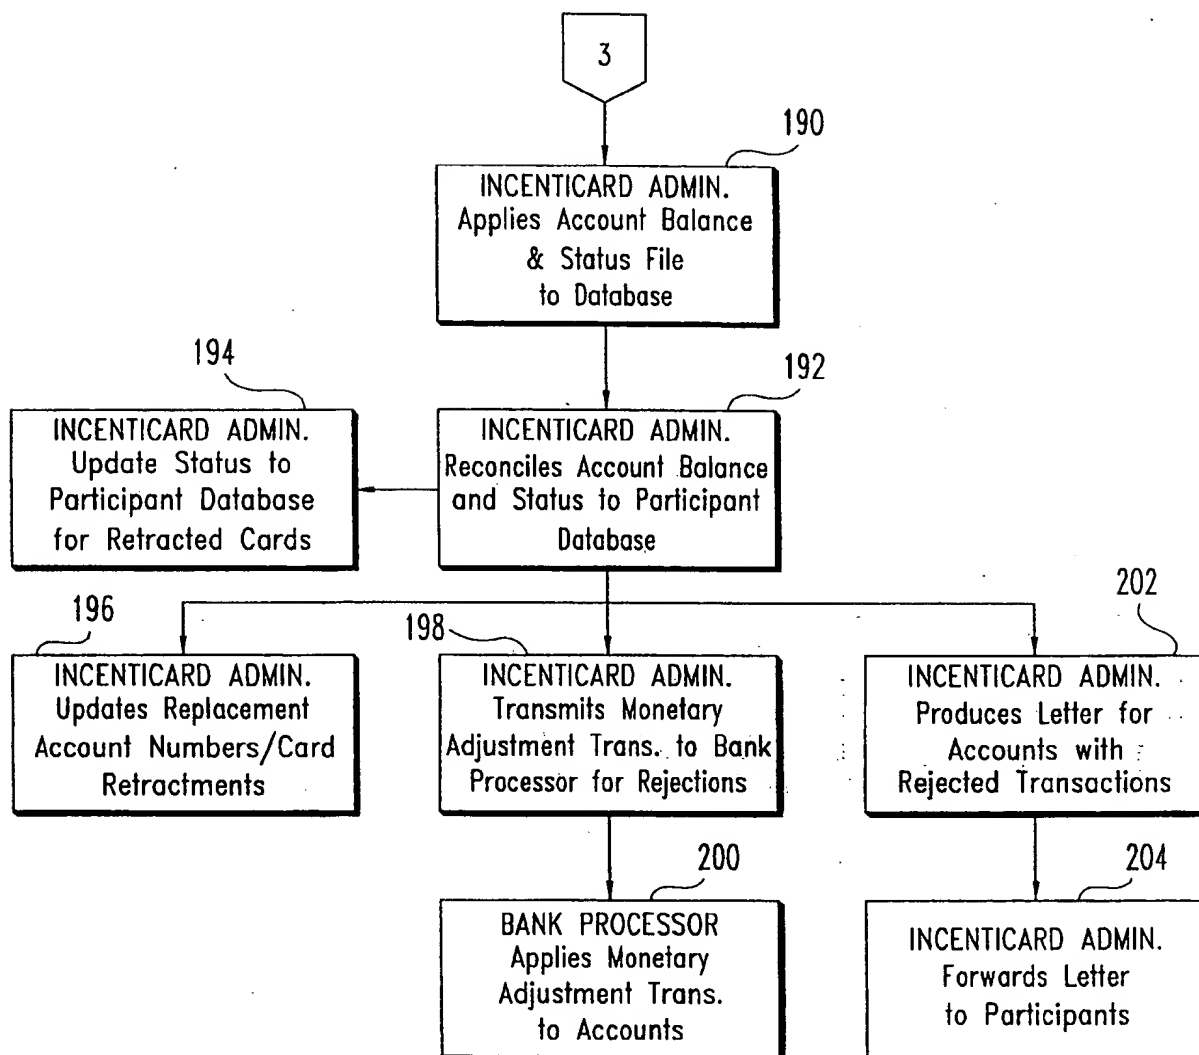 3
190
INCENTICARD ADMIN.
Applies Account Balance
& Status File
to Database
194
INCENTICARD ADMIN.
Update Status to
Participant Database
for Retracted Cards
192
INCENTICARD ADMIN.
Reconciles Account Balance
and Status to Participant
Database
196
INCENTICARD ADMIN.
Updates Replacement
Account Numbers/Card
Retractments
198
INCENTICARD ADMIN.
Transmits Monetary
Adjustment Trans. to Bank
Processor for Rejections
202
INCENTICARD ADMIN.
Produces Letter for
Accounts with
Rejected Transactions
200
BANK PROCESSOR
Applies Monetary
Adjustment Trans.
to Accounts
204
INCENTICARD ADMIN.
Forwards Letter
to Participants